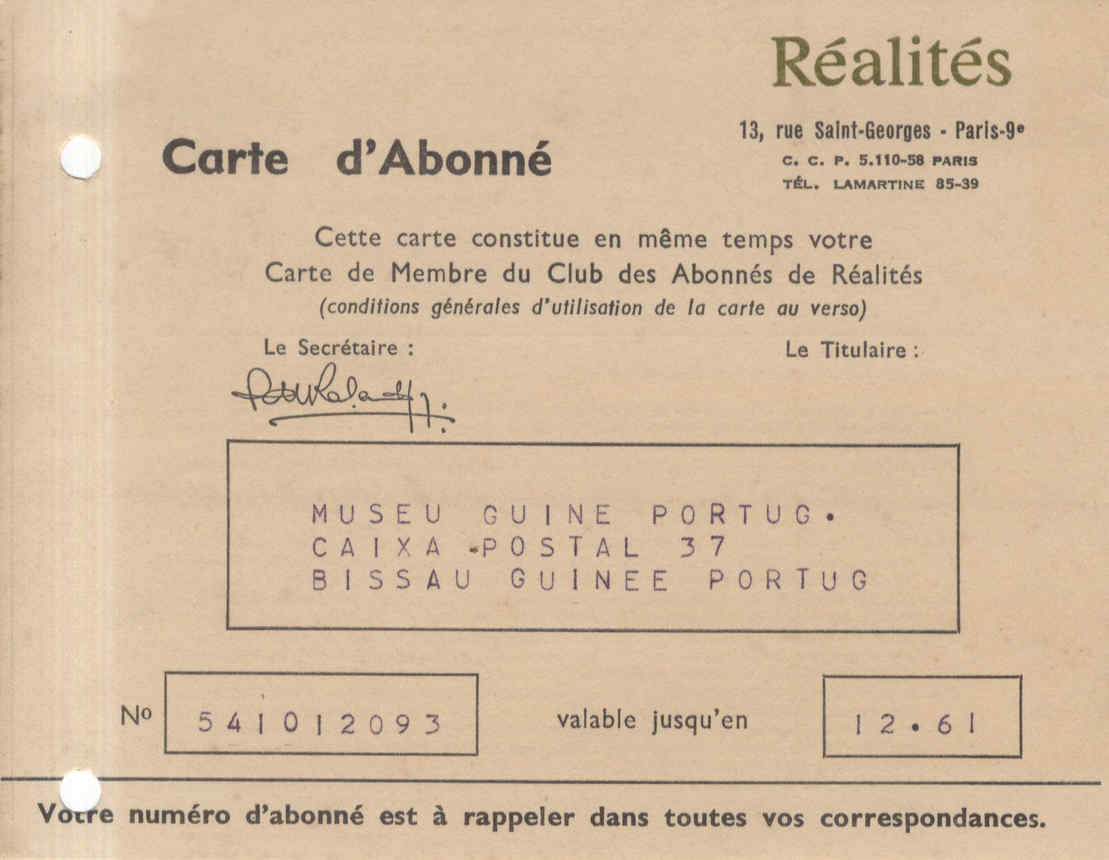 Réalités
13, rue Saint-Georges - Paris-9e
C. C. P. 5.110-58 PARIS
TÉL. LAMARTINE 85-39
Carte d'Abonné
Cette carte constitue en même temps votre
Carte de Membre du Club des Abonnés de Réalités
(conditions générales d'utilisation de la carte au verso)
Le Secrétaire :
Le Titulaire :
MUSEU GUINE PORTUG.
CAIXA POSTAL 37
BISSAU GUINEE PORTUG
No 541012093 valable jusqu'en 12.61
Votre numéro d'abonné est à rappeler dans toutes vos correspondances.